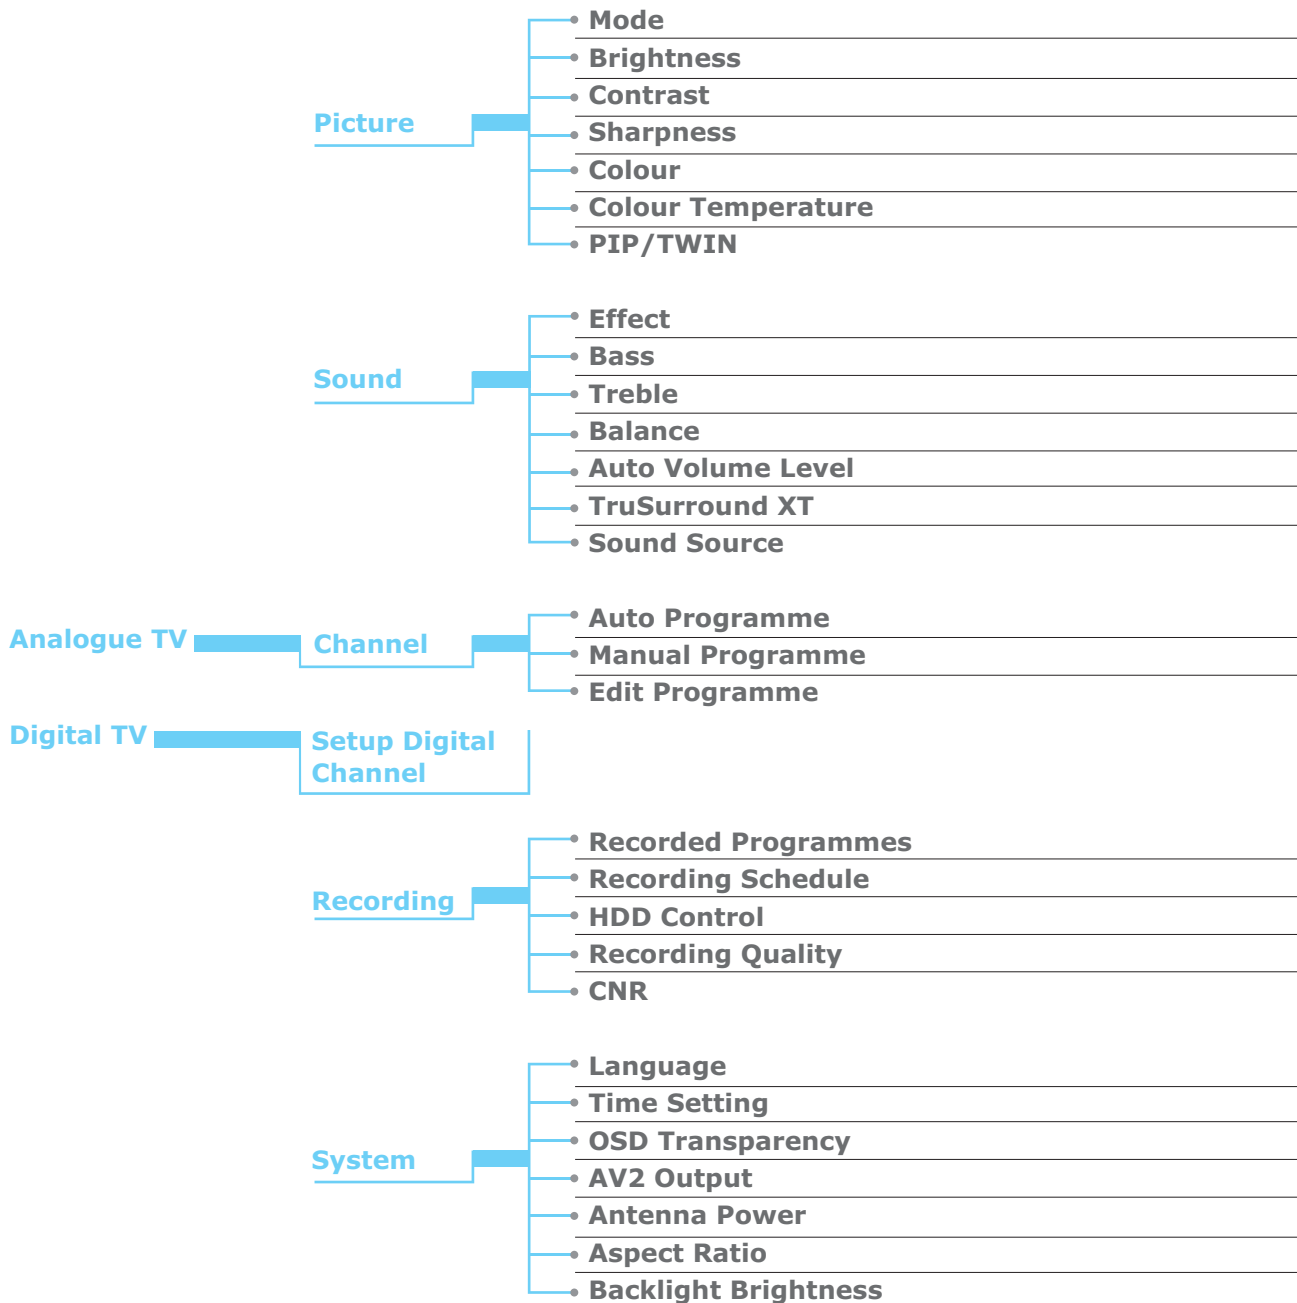 Picture
Mode
Brightness
Contrast
Sharpness
Colour
Colour Temperature
PIP/TWIN
Sound
Effect
Bass
Treble
Balance
Auto Volume Level
TruSurround XT
Sound Source
Analogue TV
Channel
Auto Programme
Manual Programme
Edit Programme
Digital TV
Setup Digital
Channel
Recording
Recorded Programmes
Recording Schedule
HDD Control
Recording Quality
CNR
System
Language
Time Setting
OSD Transparency
AV2 Output
Antenna Power
Aspect Ratio
Backlight Brightness